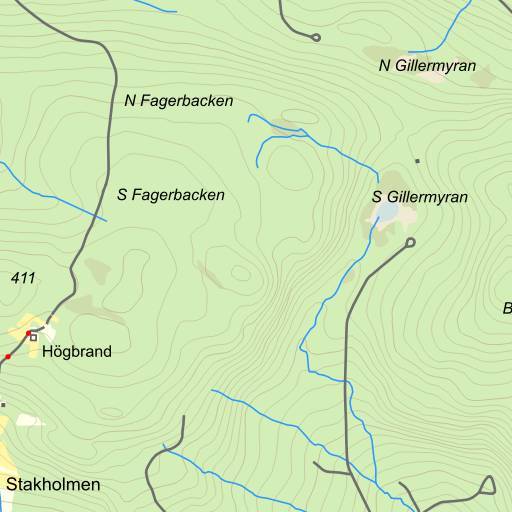 N Gillermyran
N Fagerbacken
S Fagerbacken
S Gillermyran
411
B
Högbrand
Stakholmen